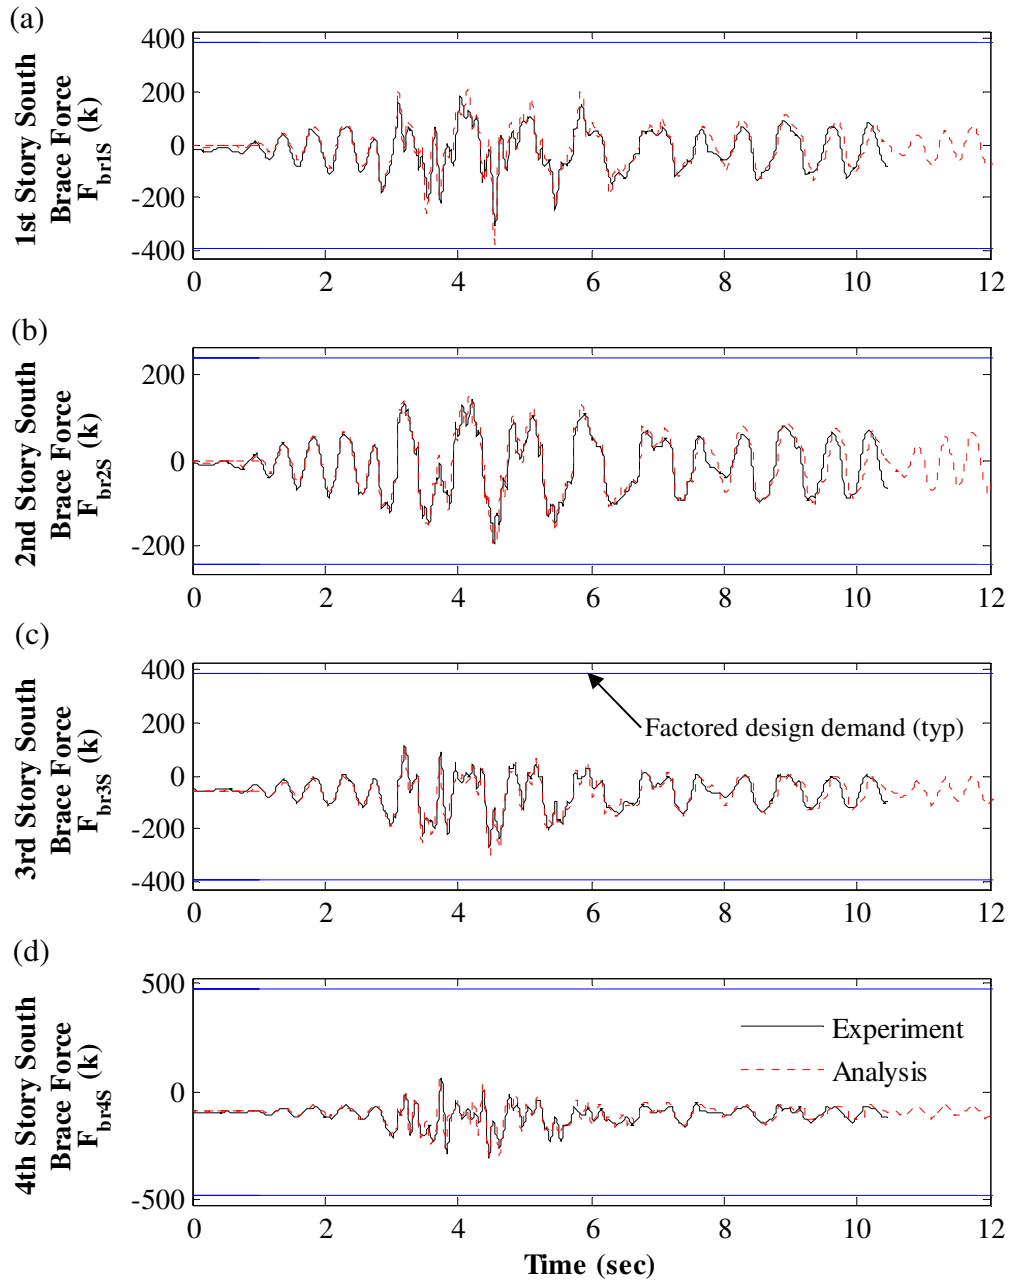 (a)
1st Story South
Brace Force
F_br1S (k)
400
200
0
-200
-400
0 2 4 6 8 10 12
(b)
2nd Story South
Brace Force
F_br2S (k)
200
0
-200
0 2 4 6 8 10 12
(c)
3rd Story South
Brace Force
F_br3S (k)
400
200
0
-200
-400
Factored design demand (typ)
0 2 4 6 8 10 12
(d)
4th Story South
Brace Force
F_br4S (k)
500
0
-500
Experiment
Analysis
0 2 4 6 8 10 12
Time (sec)